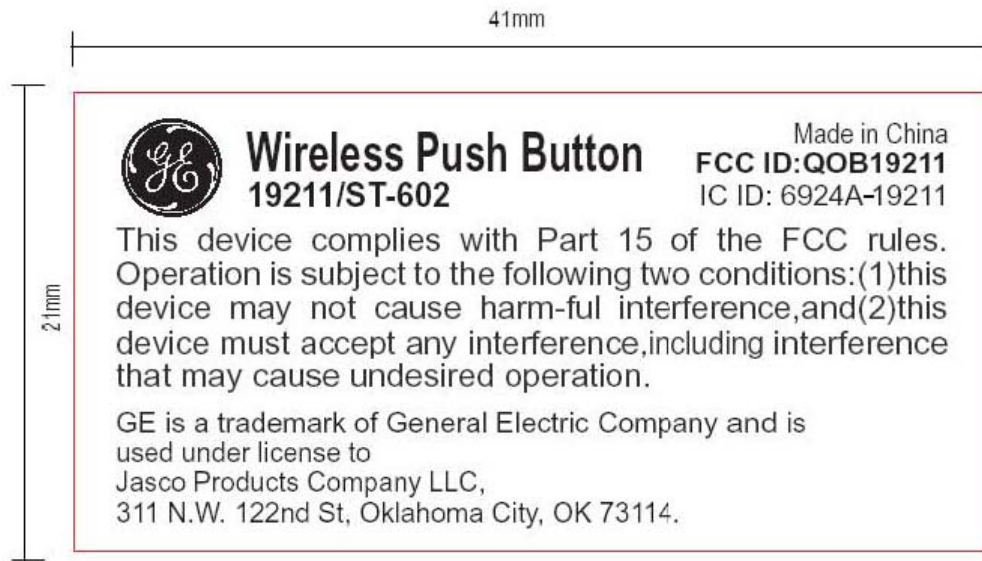 41mm
21mm
GE
Wireless Push Button
19211/ST-602
Made in China
FCC ID:QOB19211
IC ID: 6924A-19211
This device complies with Part 15 of the FCC rules.
Operation is subject to the following two conditions:(1)this
device may not cause harm-ful interference,and(2)this
device must accept any interference,including interference
that may cause undesired operation.
GE is a trademark of General Electric Company and is
used under license to
Jasco Products Company LLC,
311 N.W. 122nd St, Oklahoma City, OK 73114.